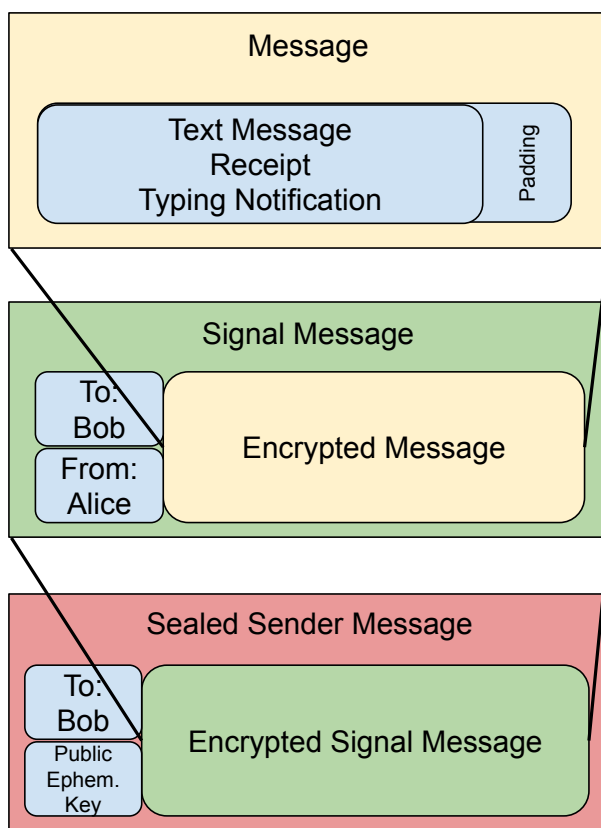 Message
Text Message
Receipt
Typing Notification
Padding
Signal Message
To:
Bob
From:
Alice
Encrypted Message
Sealed Sender Message
To:
Bob
Public
Ephem.
Key
Encrypted Signal Message